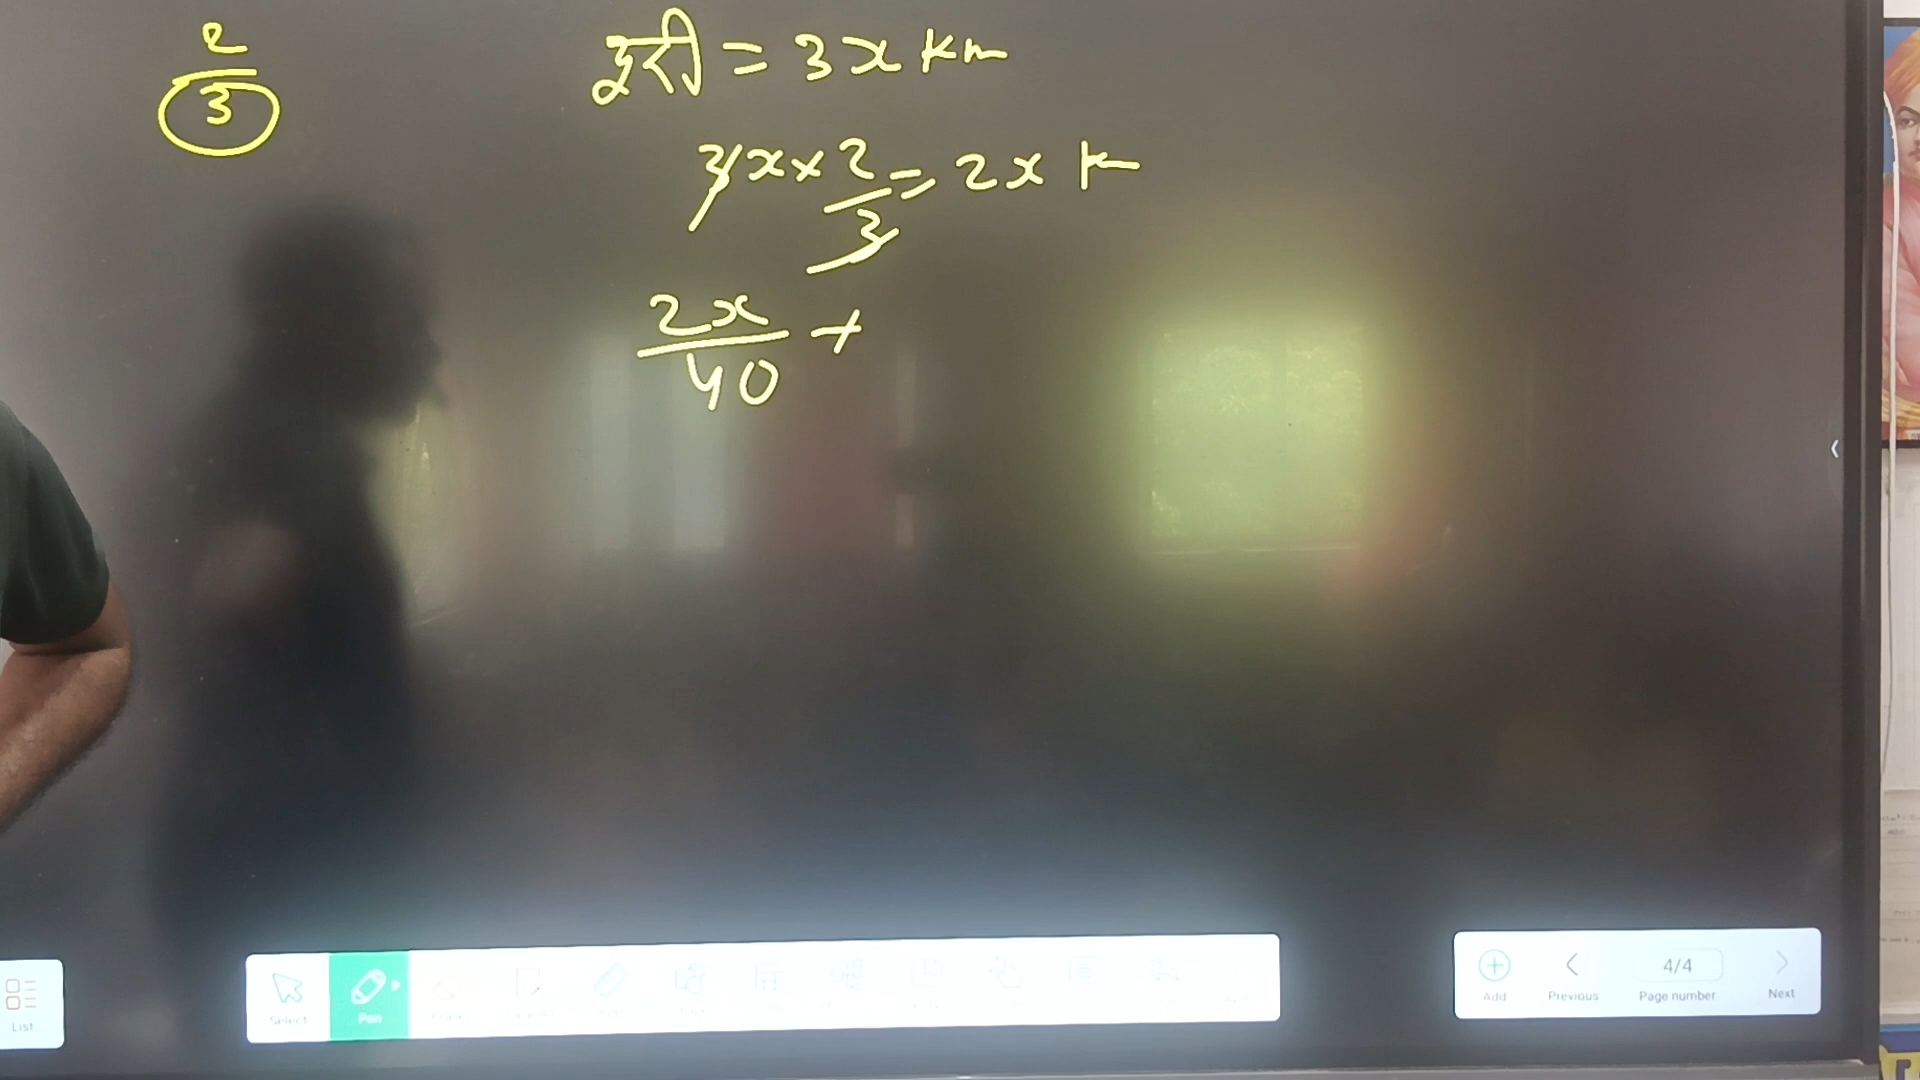 2/3
दूरी = 3x km
3x × 2/3 = 2x k
2x/40 +
List
Select
Pen
Add
Previous
4/4
Page number
Next